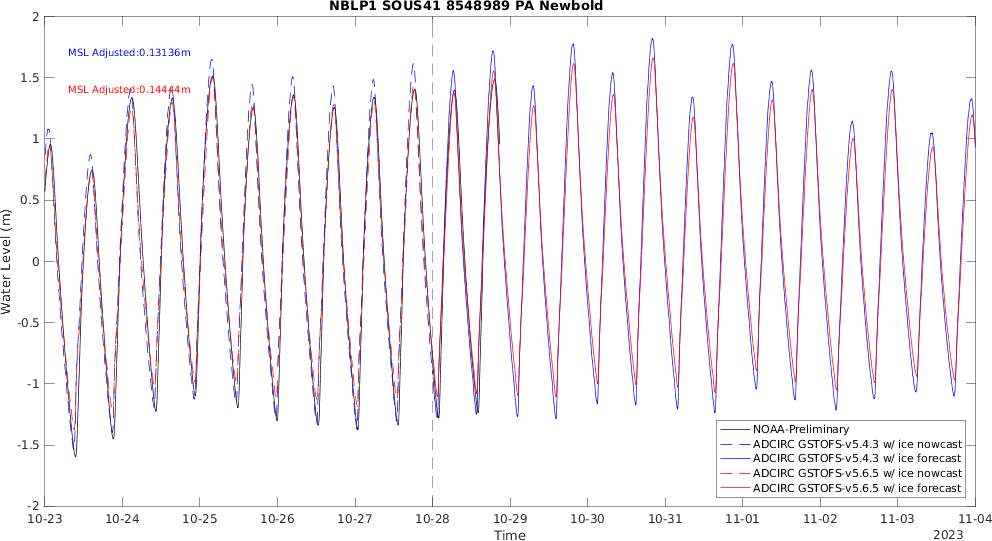 NBLP1 SOUS41 8548989 PA Newbold
MSL Adjusted:0.13136m
MSL Adjusted:0.14444m
Water Level (m)
2
1.5
1
0.5
0
-0.5
-1
-1.5
-2
NOAA-Preliminary
ADCIRC GSTOFS-v5.4.3 w/ ice nowcast
ADCIRC GSTOFS-v5.4.3 w/ ice forecast
ADCIRC GSTOFS-v5.6.5 w/ ice nowcast
ADCIRC GSTOFS-v5.6.5 w/ ice forecast
10-23 10-24 10-25 10-26 10-27 10-28 10-29 10-30 10-31 11-01 11-02 11-03 11-04
Time
2023